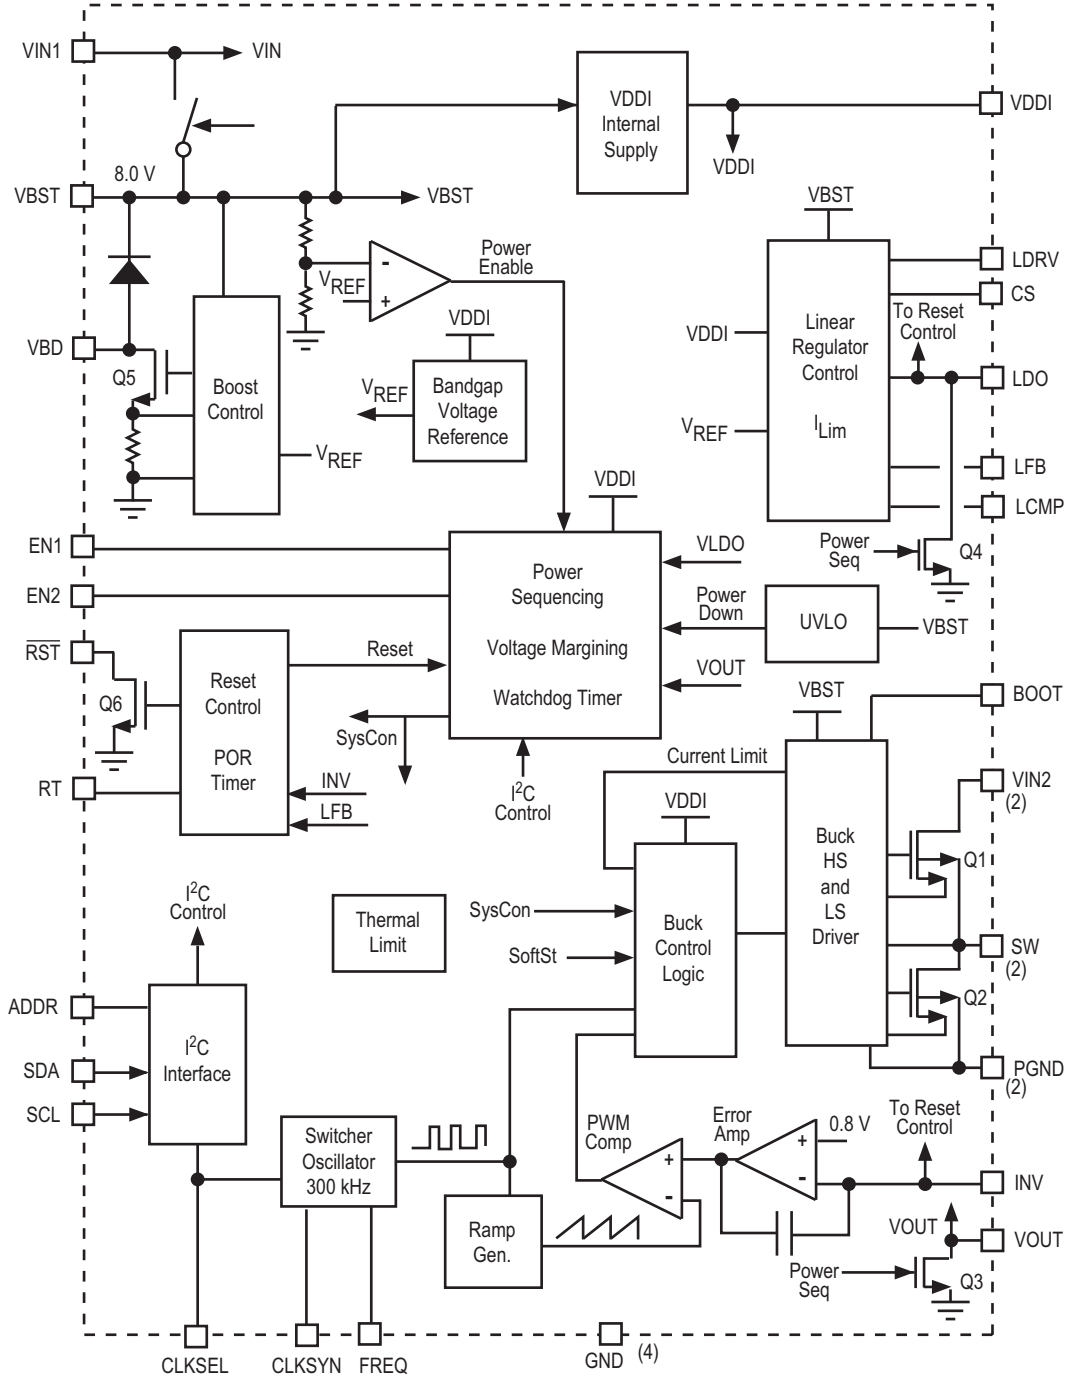 VIN1
VIN
VDDI
Internal
Supply
VDDI
VDDI
8.0 V
VBST
VBST
VBST
Power
Enable
-
VREF
+
LDRV
CS
To Reset
Control
VDDI
VDDI
Linear
Regulator
Control
ILim
VBD
Q5
Boost
Control
VREF
Bandgap
Voltage
Reference
LDO
VREF
VREF
LFB
LCMP
VDDI
EN1
VLDO
Power
Seq
Q4
EN2
Power
Sequencing
Voltage Margining
Watchdog Timer
Power
Down
UVLO
VBST
RST
Reset
VOUT
Q6
Reset
Control
POR
Timer
SysCon
VBST
BOOT
Current Limit
RT
INV
LFB
I2C
Control
VDDI
VIN2
(2)
Buck
HS
and
LS
Driver
Q1
I2C
Control
Thermal
Limit
SysCon
SoftSt
Buck
Control
Logic
SW
(2)
Q2
ADDR
I2C
Interface
SDA
SCL
PGND
(2)
Switcher
Oscillator
300 kHz
PWM
Comp
Error
Amp
0.8 V
To Reset
Control
+
-
+
-
INV
Ramp
Gen.
VOUT
VOUT
Power
Seq
Q3
CLKSEL
CLKSYN
FREQ
GND
(4)